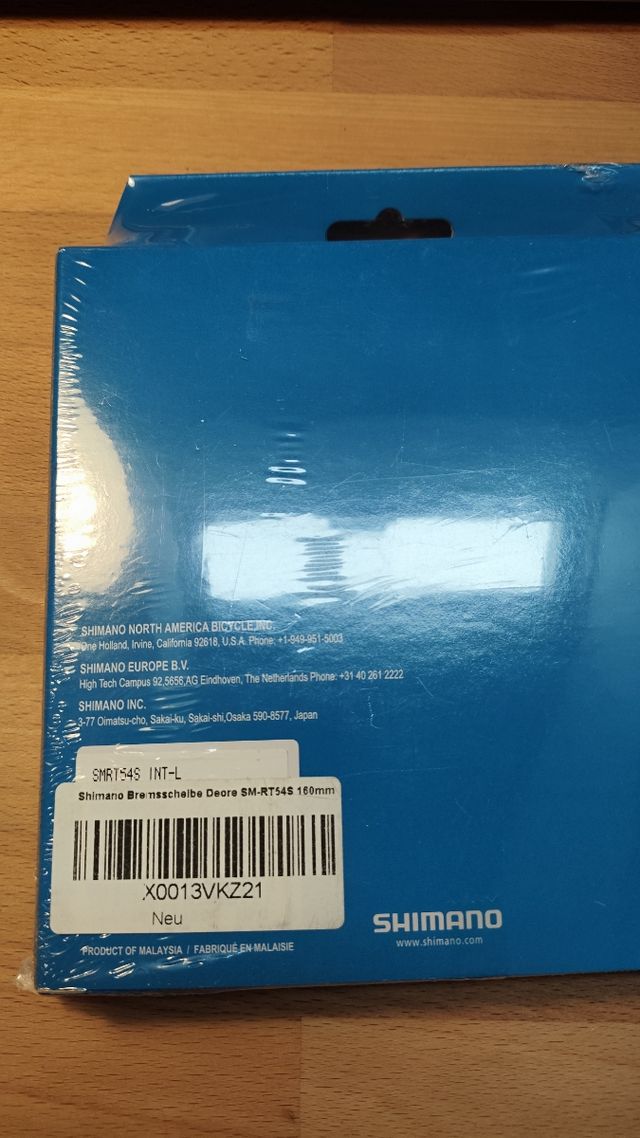 SHIMANO NORTH AMERICA BICYCLE,INC.
One Holland, Irvine, California 92618, U.S.A. Phone: +1-949-951-5003
SHIMANO EUROPE B.V.
High Tech Campus 92,5656,AG Eindhoven, The Netherlands Phone: +31 40 261 2222
SHIMANO INC.
3-77 Oimatsu-cho, Sakai-ku, Sakai-shi,Osaka 590-8577, Japan
SMRT54S INT-L
Shimano Bremsscheibe Deore SM-RT54S 160mm
X0013VKZ21
Neu
SHIMANO
www.shimano.com
PRODUCT OF MALAYSIA / FABRIQUÉ EN MALAISIE